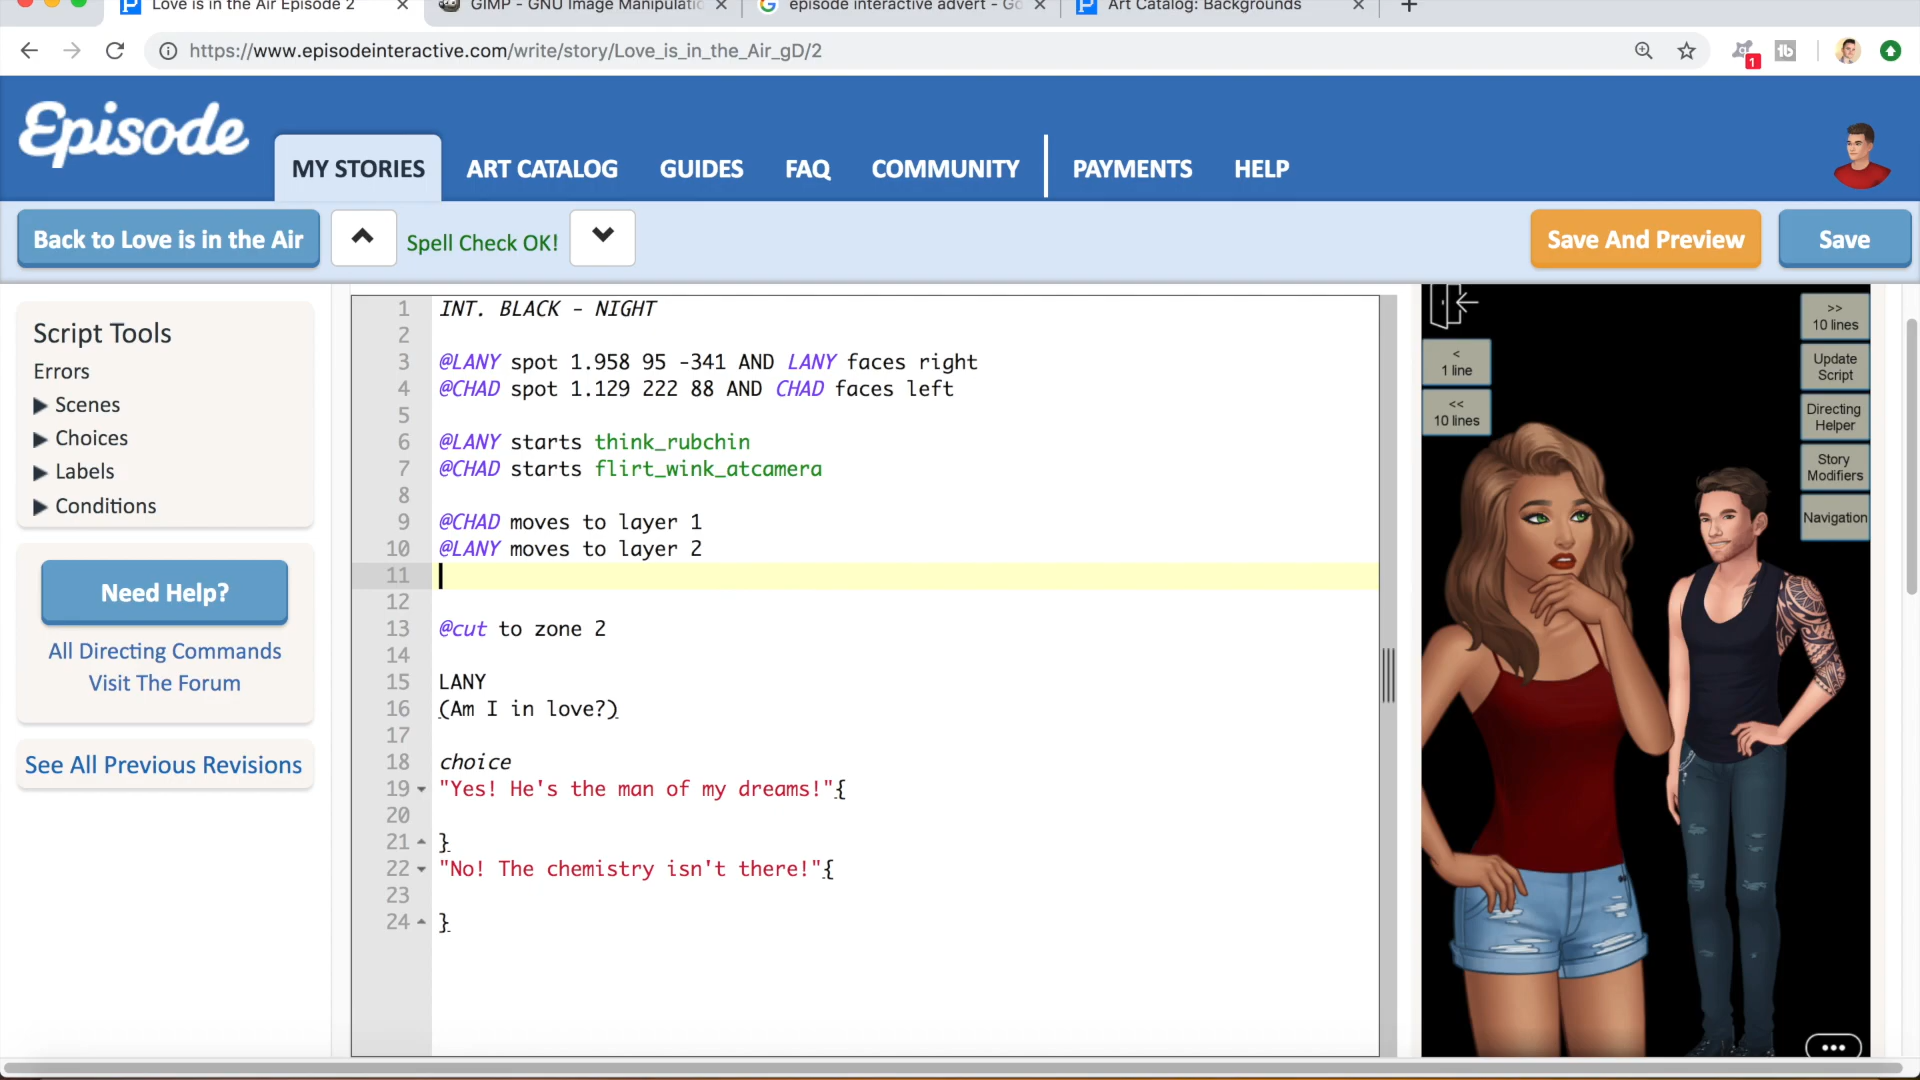 Love is in the Air Episode 2
GIMP - GNU Image Manipulatio
episode interactive advert - Go
Art Catalog: Backgrounds
https://www.episodeinteractive.com/write/story/Love_is_in_the_Air_gD/2
1
tb
Episode
MY STORIES
ART CATALOG
GUIDES
FAQ
COMMUNITY
PAYMENTS
HELP
Back to Love is in the Air
Spell Check OK!
Save And Preview
Save
Script Tools
Errors
Scenes
Choices
Labels
Conditions
Need Help?
All Directing Commands
Visit The Forum
See All Previous Revisions
1 INT. BLACK - NIGHT
2
3 @LANY spot 1.958 95 -341 AND LANY faces right
4 @CHAD spot 1.129 222 88 AND CHAD faces left
5
6 @LANY starts think_rubchin
7 @CHAD starts flirt_wink_atcamera
8
9 @CHAD moves to layer 1
10 @LANY moves to layer 2
11
12
13 @cut to zone 2
14
15 LANY
16 (Am I in love?)
17
18 choice
19 "Yes! He's the man of my dreams!"{
20
21 }
22 "No! The chemistry isn't there!"{
23
24 }
<
1 line
<<
10 lines
>>
10 lines
Update
Script
Directing
Helper
Story
Modifiers
Navigation